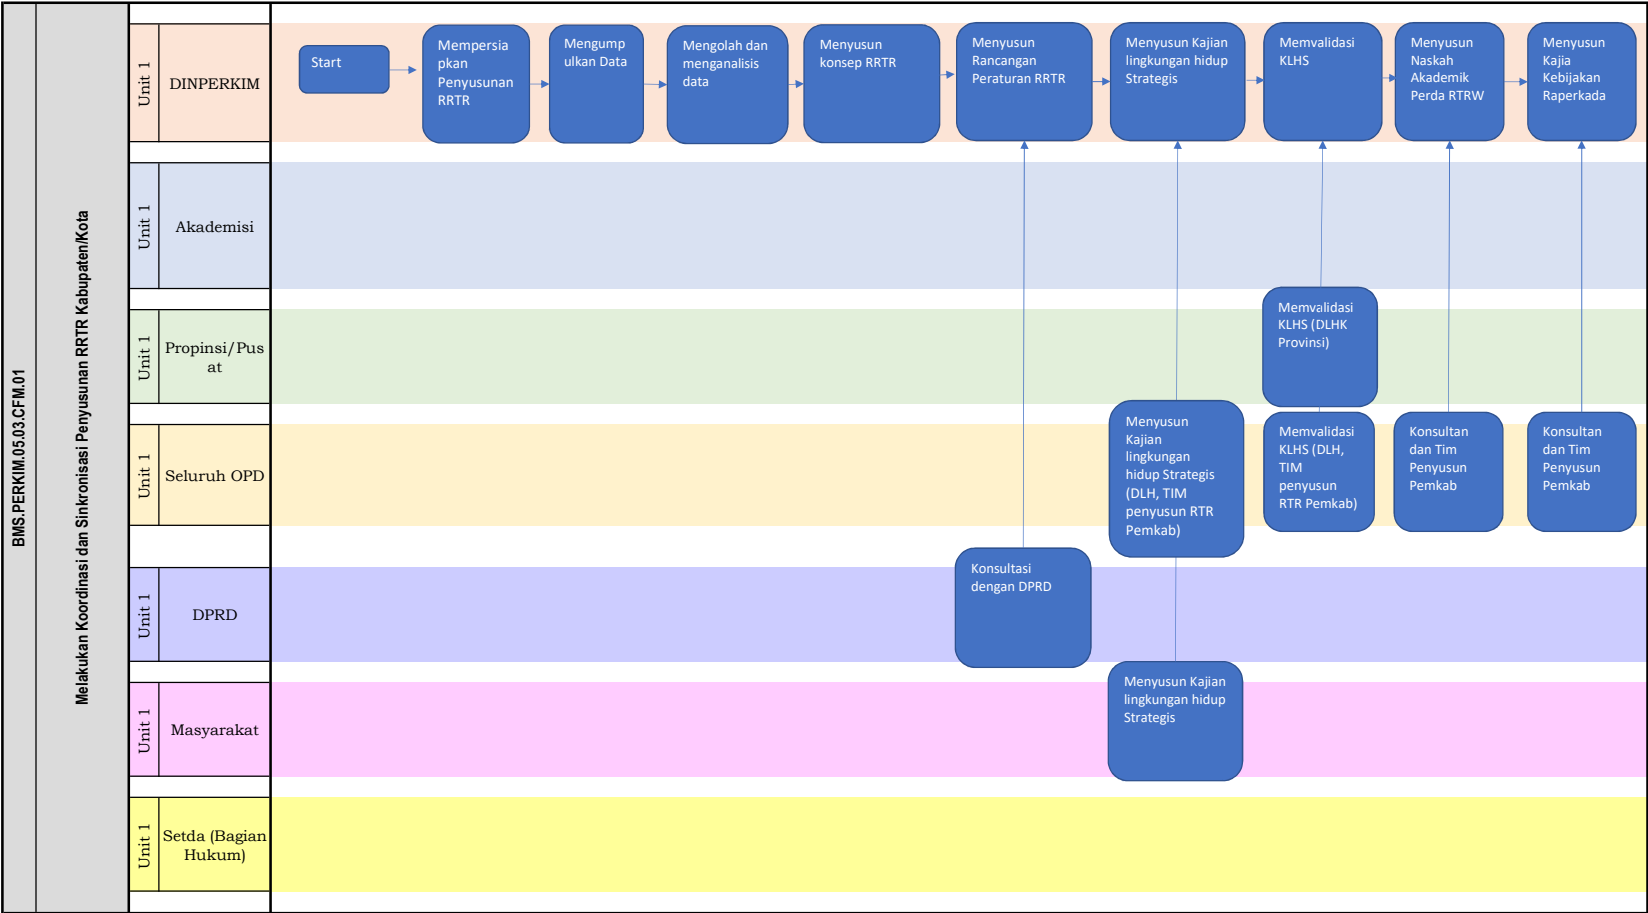 BMS.PERKIM.05.03.CFM.01
Melakukan Koordinasi dan Sinkronisasi Penyusunan RRTR Kabupaten/Kota
Unit 1
DINPERKIM
Start
Mempersia
pkan
Penyusunan
RRTR
Mengump
ulkan Data
Mengolah dan
menganalisis
data
Menyusun
konsep RRTR
Menyusun
Rancangan
Peraturan RRTR
Menyusun Kajian
lingkungan hidup
Strategis
Memvalidasi
KLHS
Menyusun
Naskah
Akademik
Perda RTRW
Menyusun
Kajia
Kebijakan
Raperkada
Unit 1
Akademisi
Unit 1
Propinsi/Pus
at
Memvalidasi
KLHS (DLHK
Provinsi)
Unit 1
Seluruh OPD
Menyusun
Kajian
lingkungan
hidup Strategis
(DLH, TIM
penyusun RTR
Pemkab)
Memvalidasi
KLHS (DLH,
TIM
penyusun
RTR Pemkab)
Konsultan
dan Tim
Penyusun
Pemkab
Konsultan
dan Tim
Penyusun
Pemkab
Unit 1
DPRD
Konsultasi
dengan DPRD
Unit 1
Masyarakat
Menyusun Kajian
lingkungan hidup
Strategis
Unit 1
Setda (Bagian
Hukum)